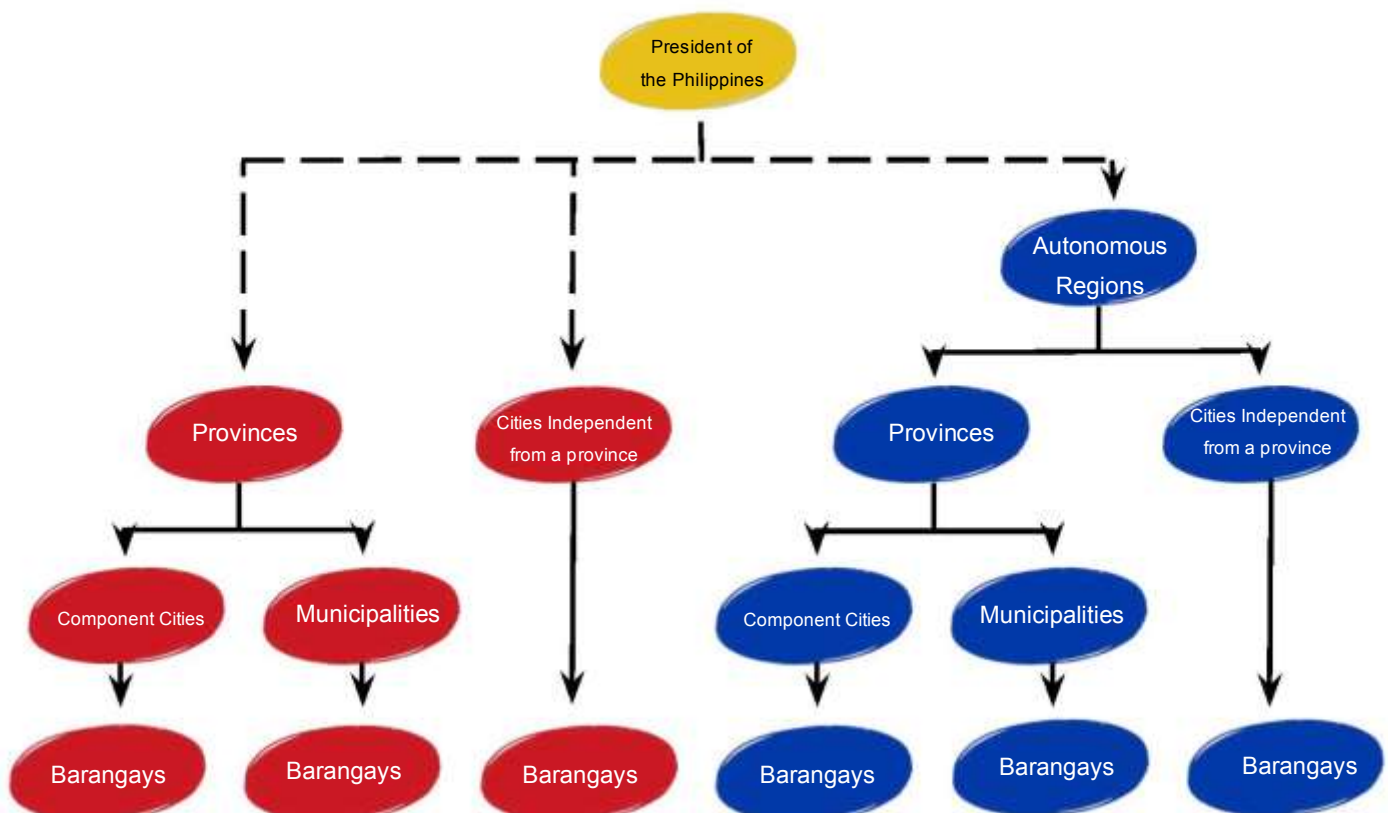 President of
the Philippines
Autonomous
Regions
Provinces
Cities Independent
from a province
Provinces
Cities Independent
from a province
Component Cities
Municipalities
Component Cities
Municipalities
Barangays
Barangays
Barangays
Barangays
Barangays
Barangays